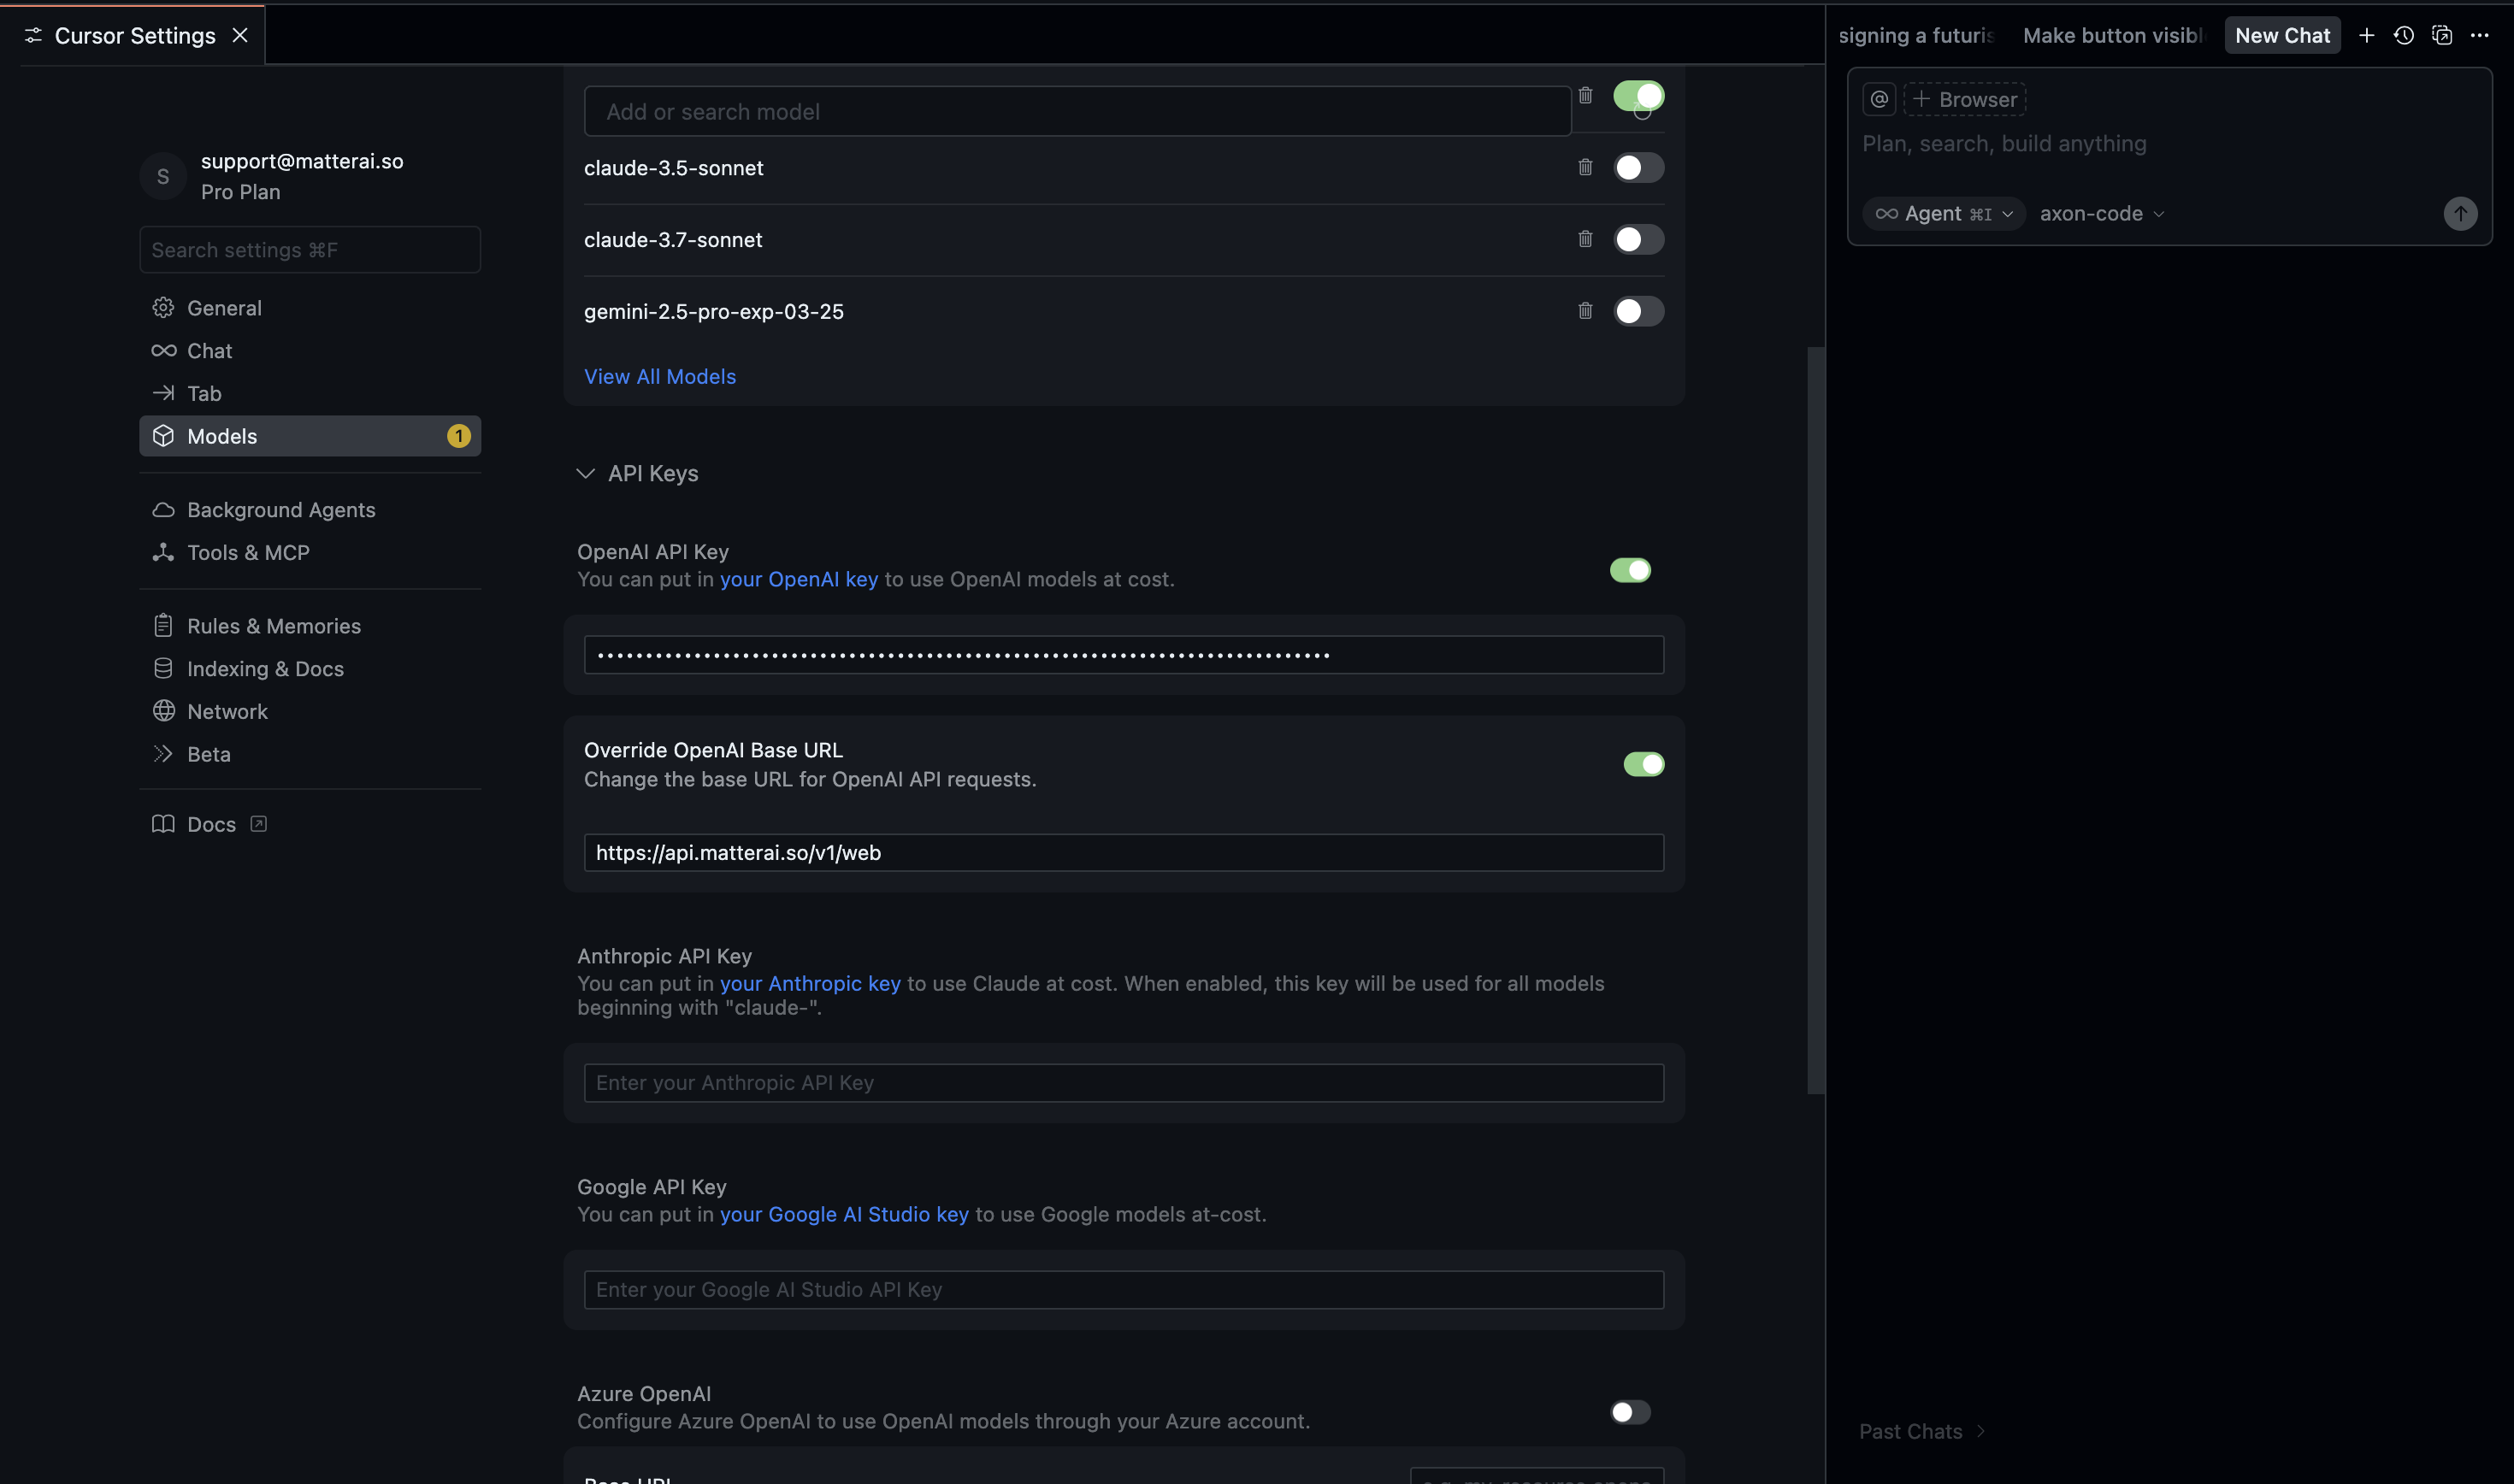 Cursor Settings
signing a futuris
Make button visibl
New Chat
support@matterai.so
Pro Plan
S
Search settings ⌘F
General
Chat
Tab
Models
1
Background Agents
Tools & MCP
Rules & Memories
Indexing & Docs
Network
Beta
Docs
Add or search model
claude-3.5-sonnet
claude-3.7-sonnet
gemini-2.5-pro-exp-03-25
View All Models
API Keys
OpenAI API Key
You can put in your OpenAI key to use OpenAI models at cost.
Override OpenAI Base URL
Change the base URL for OpenAI API requests.
https://api.matterai.so/v1/web
Anthropic API Key
You can put in your Anthropic key to use Claude at cost. When enabled, this key will be used for all models
beginning with "claude-".
Enter your Anthropic API Key
Google API Key
You can put in your Google AI Studio key to use Google models at-cost.
Enter your Google AI Studio API Key
Azure OpenAI
Configure Azure OpenAI to use OpenAI models through your Azure account.
Base URL
@ + Browser
Plan, search, build anything
Agent ⌘I
axon-code
Past Chats